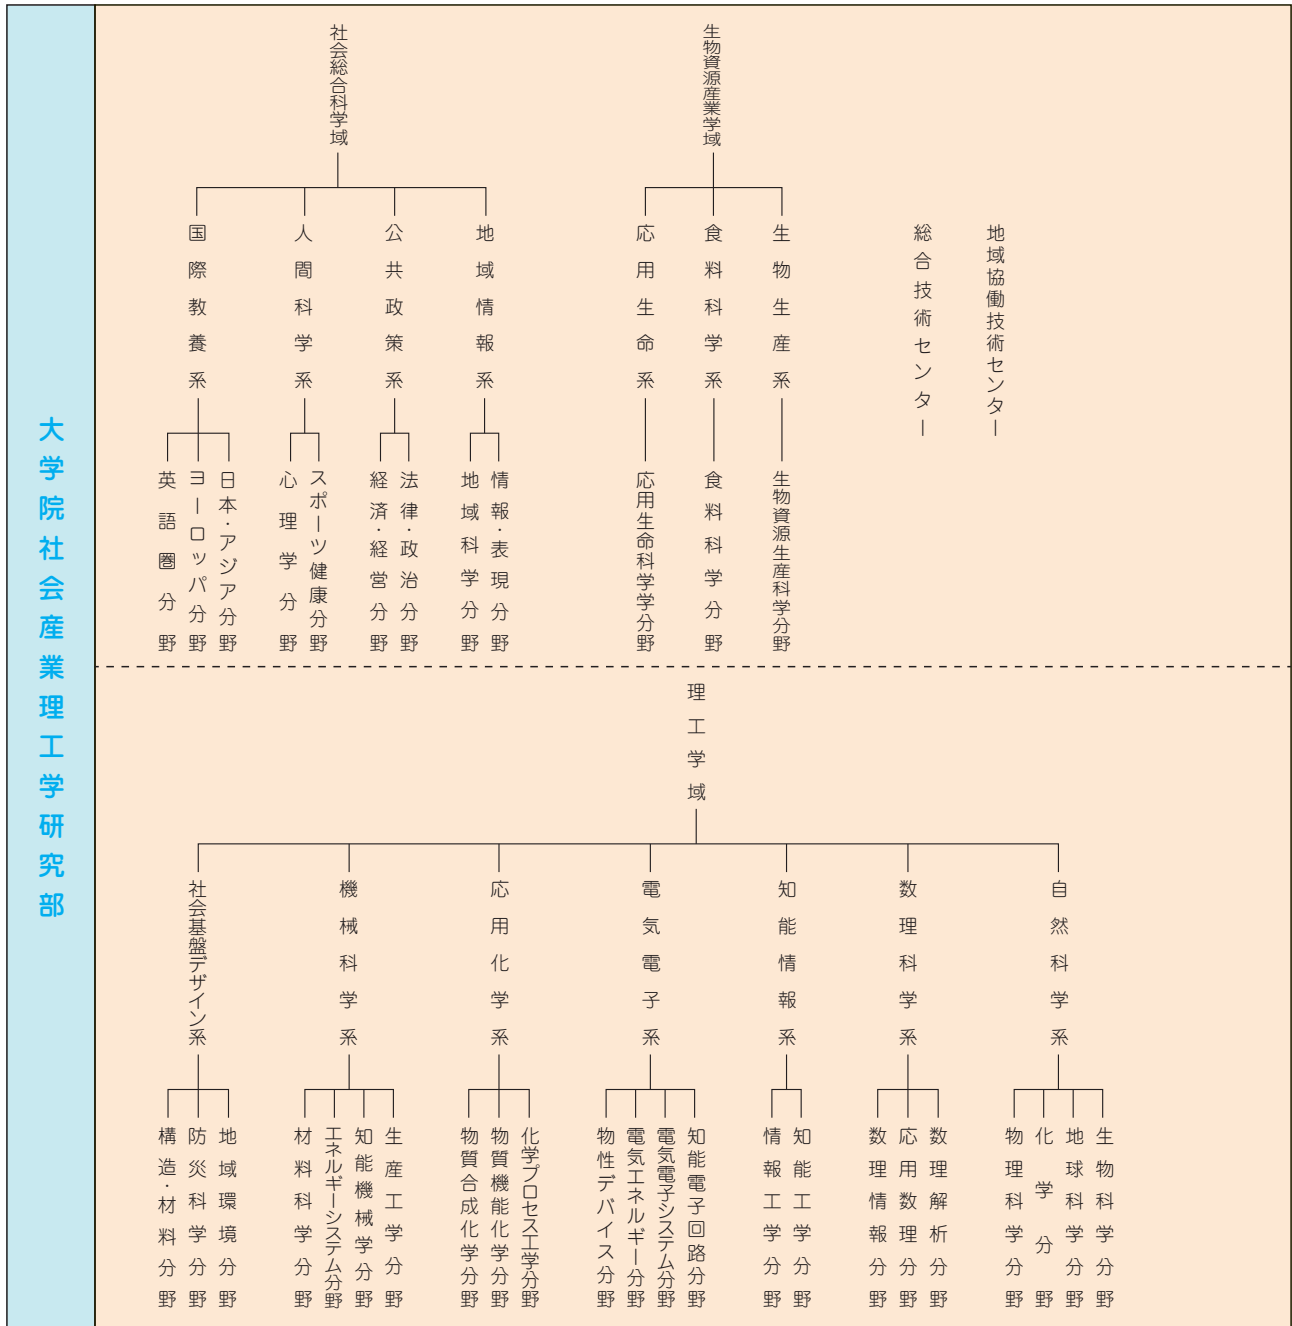 大学院社会産業理工学研究部
社会総合科学域
国際教養系
英語圏分野
ヨーロッパ分野
日本・アジア分野
人間科学系
心理学分野
スポーツ健康分野
公共政策系
経済・経営分野
法律・政治分野
地域情報系
地域科学分野
情報・表現分野
生物資源産業学域
応用生命系
応用生命科学学分野
食料科学系
食料科学分野
生物生産系
生物資源生産科学分野
総合技術センター
地域協働技術センター
理工学域
社会基盤デザイン系
構造・材料分野
防災科学分野
地域環境分野
機械科学系
材料科学分野
エネルギーシステム分野
知能機械学分野
生産工学分野
応用化学系
物質合成化学分野
物質機能化学分野
化学プロセス工学分野
電気電子系
物性デバイス分野
電気エネルギー分野
電気電子システム分野
知能電子回路分野
知能情報系
情報工学分野
知能工学分野
数理科学系
数理情報分野
応用数理分野
数理解析分野
自然科学系
物理科学分野
化学分野
地球科学分野
生物科学分野